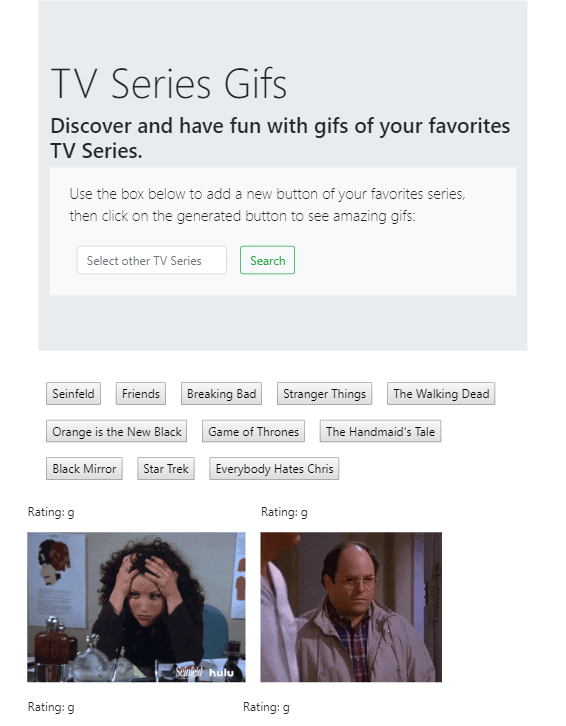 TV Series Gifs
Discover and have fun with gifs of your favorites
TV Series.
Use the box below to add a new button of your favorites series,
then click on the generated button to see amazing gifs:
Select other TV Series Search
Seinfeld Friends Breaking Bad Stranger Things The Walking Dead
Orange is the New Black Game of Thrones The Handmaid's Tale
Black Mirror Star Trek Everybody Hates Chris
Rating: g Rating: g
Seinfeld hulu
Rating: g Rating: g